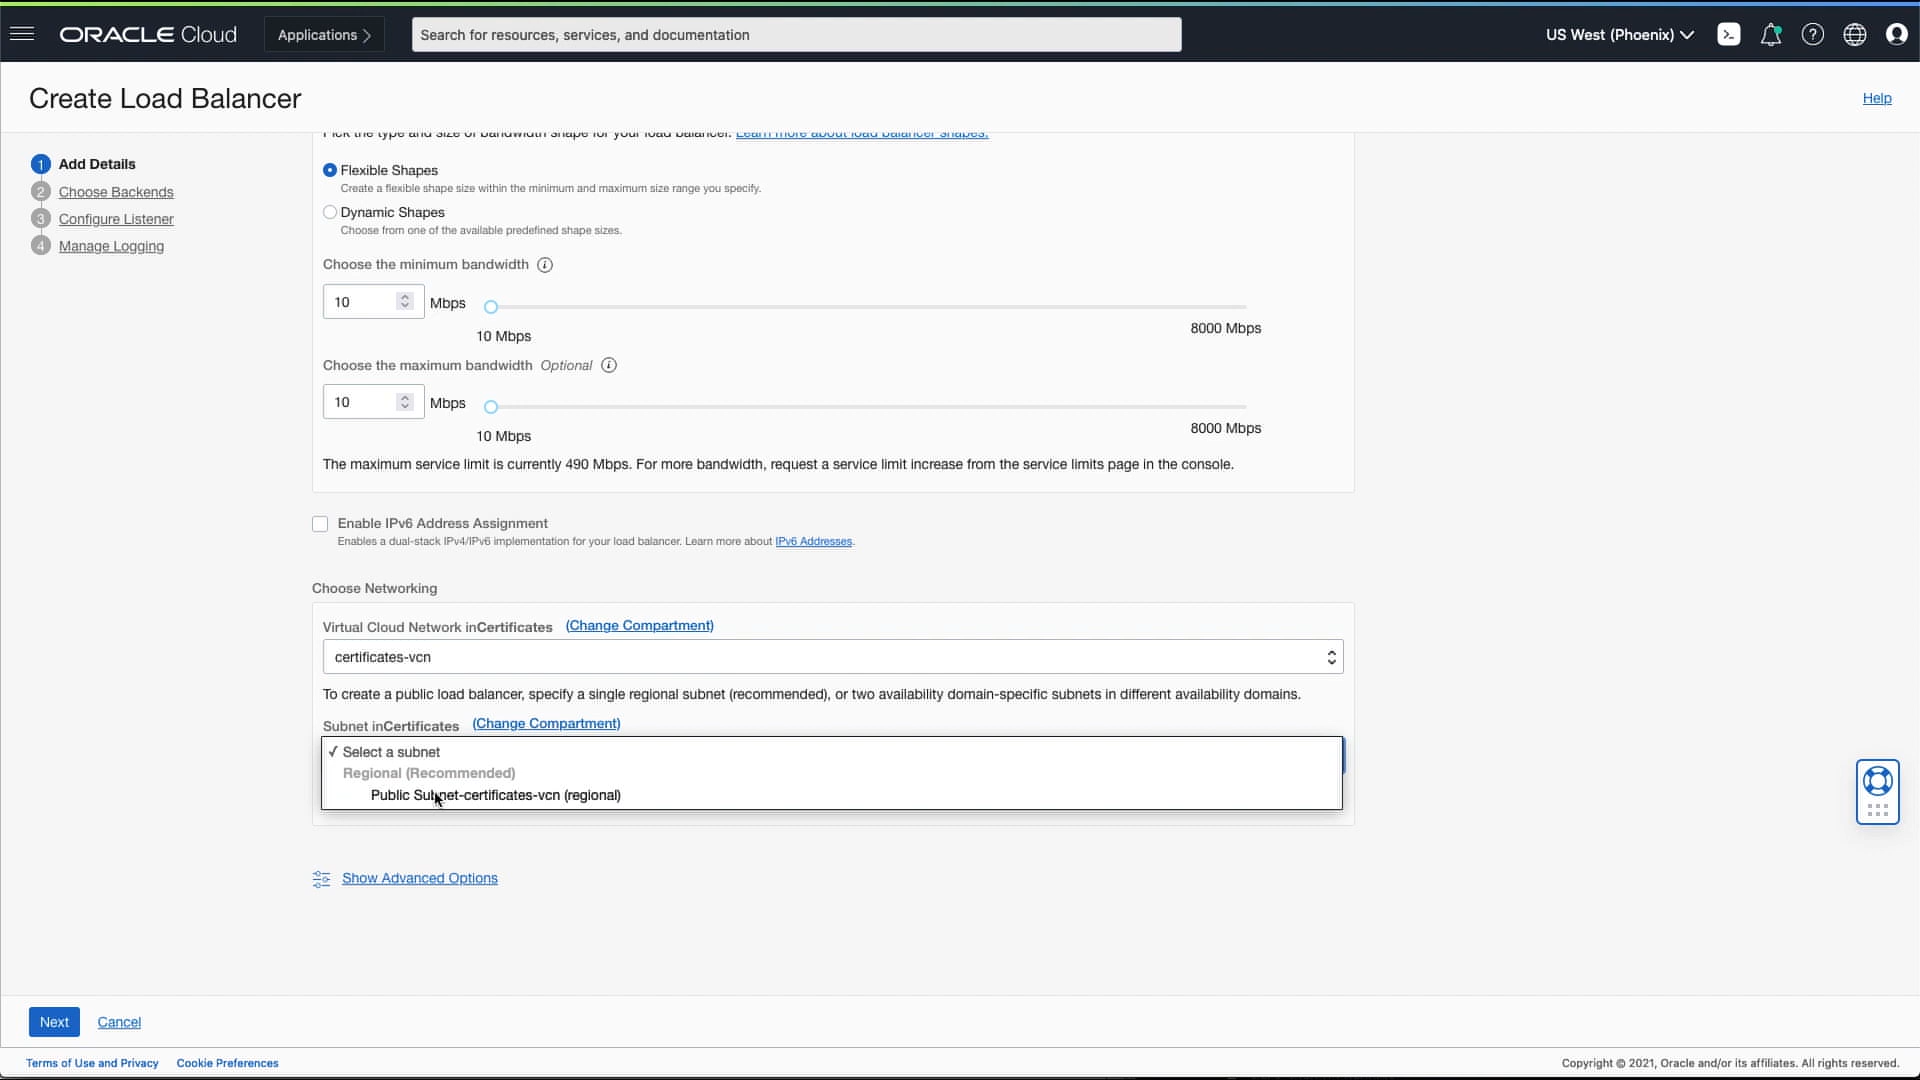 ORACLE Cloud
Applications
Search for resources, services, and documentation
US West (Phoenix)
Create Load Balancer
Help
Pick the type and size of bandwidth shape for your load balancer. Learn more about load balancer shapes.
1 Add Details
2 Choose Backends
3 Configure Listener
4 Manage Logging
Flexible Shapes
Create a flexible shape size within the minimum and maximum size range you specify.
Dynamic Shapes
Choose from one of the available predefined shape sizes.
Choose the minimum bandwidth
10 Mbps
10 Mbps
8000 Mbps
Choose the maximum bandwidth Optional
10 Mbps
10 Mbps
8000 Mbps
The maximum service limit is currently 490 Mbps. For more bandwidth, request a service limit increase from the service limits page in the console.
Enable IPv6 Address Assignment
Enables a dual-stack IPv4/IPv6 implementation for your load balancer. Learn more about IPv6 Addresses.
Choose Networking
Virtual Cloud Network inCertificates (Change Compartment)
certificates-vcn
To create a public load balancer, specify a single regional subnet (recommended), or two availability domain-specific subnets in different availability domains.
Subnet inCertificates (Change Compartment)
✓ Select a subnet
Regional (Recommended)
Public Subnet-certificates-vcn (regional)
Show Advanced Options
Next
Cancel
Terms of Use and Privacy
Cookie Preferences
Copyright © 2021, Oracle and/or its affiliates. All rights reserved.